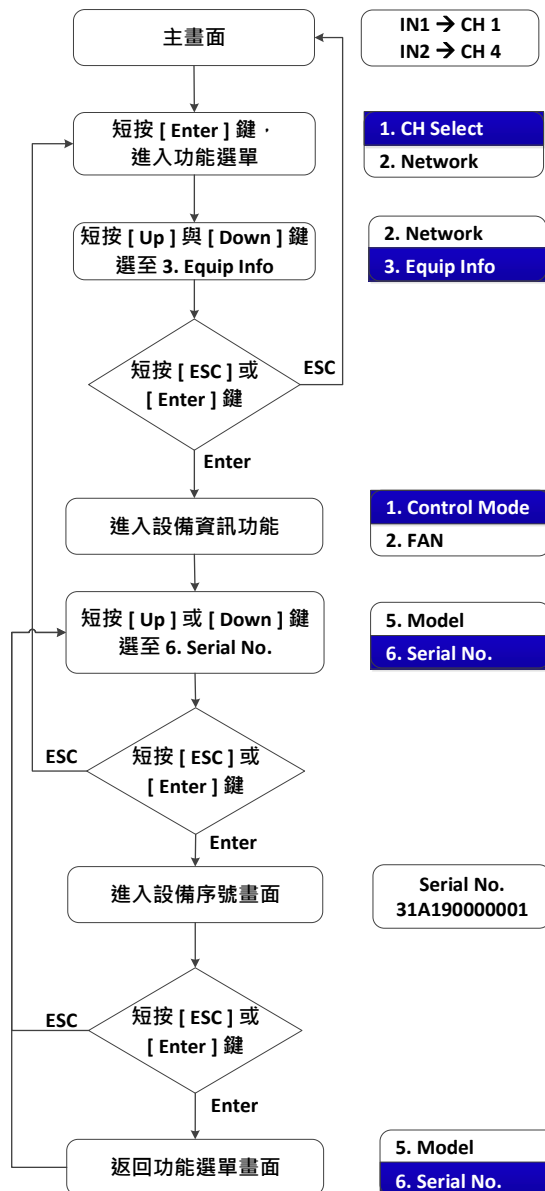 主畫面
IN1 → CH 1
IN2 → CH 4
短按 [ Enter ] 鍵，
進入功能選單
1. CH Select
2. Network
短按 [ Up ] 與 [ Down ] 鍵
選至 3. Equip Info
2. Network
3. Equip Info
短按 [ ESC ] 或
[ Enter ] 鍵
ESC
Enter
進入設備資訊功能
1. Control Mode
2. FAN
短按 [ Up ] 或 [ Down ] 鍵
選至 6. Serial No.
5. Model
6. Serial No.
短按 [ ESC ] 或
[ Enter ] 鍵
ESC
Enter
進入設備序號畫面
Serial No.
31A190000001
短按 [ ESC ] 或
[ Enter ] 鍵
ESC
Enter
返回功能選單畫面
5. Model
6. Serial No.